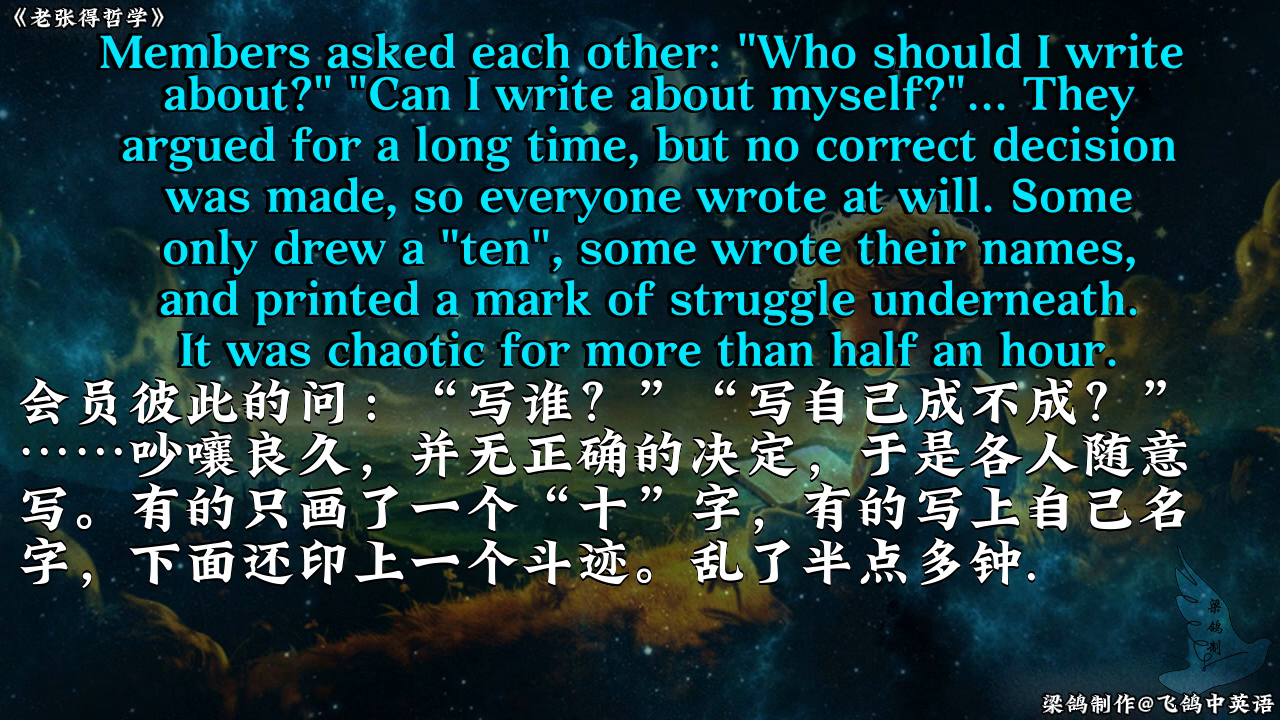 《老张得哲学》
Members asked each other: "Who should I write
about?" "Can I write about myself?"... They
argued for a long time, but no correct decision
was made, so everyone wrote at will. Some
only drew a "ten", some wrote their names,
and printed a mark of struggle underneath.
It was chaotic for more than half an hour.
会员彼此的问：“写谁？”“写自己成不成？”
……吵嚷良久，并无正确的决定，于是各人随意
写。有的只画了一个“十”字，有的写上自己名
字，下面还印上一个斗迹。乱了半点多钟.
梁鸽制
梁鸽制作@飞鸽中英语